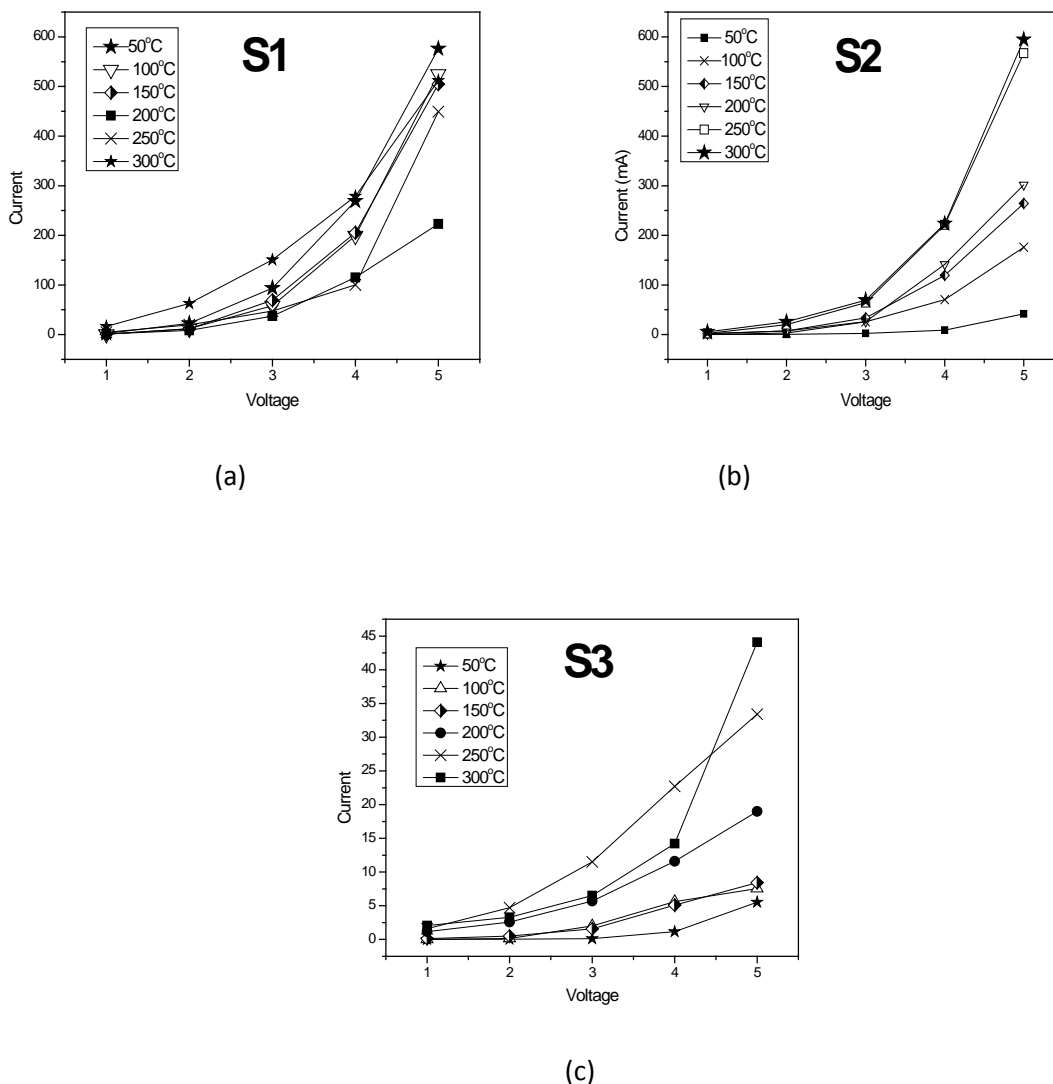 S1
50°C
100°C
150°C
200°C
250°C
300°C
600
500
400
300
200
100
0
Current
1 2 3 4 5
Voltage
(a)
S2
50°C
100°C
150°C
200°C
250°C
300°C
600
500
400
300
200
100
0
Current (mA)
1 2 3 4 5
Voltage
(b)
S3
50°C
100°C
150°C
200°C
250°C
300°C
45
40
35
30
25
20
15
10
5
0
Current
1 2 3 4 5
Voltage
(c)